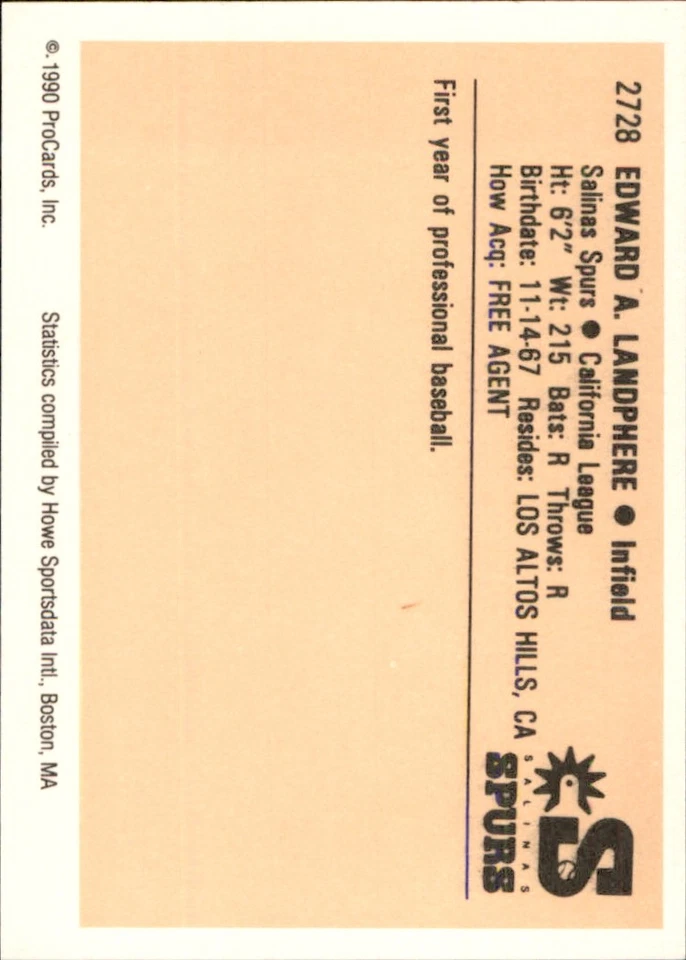 2728 EDWARD A. LANDPHERE ● Infield
Salinas Spurs ● California League
Ht: 6'2" Wt: 215 Bats: R Throws: R
Birthdate: 11-14-67 Resides: LOS ALTOS HILLS, CA
How Acq: FREE AGENT
S
SALINAS
SPURS
First year of professional baseball.
©. 1990 ProCards, Inc. Statistics compiled by Howe Sportsdata Intl., Boston, MA